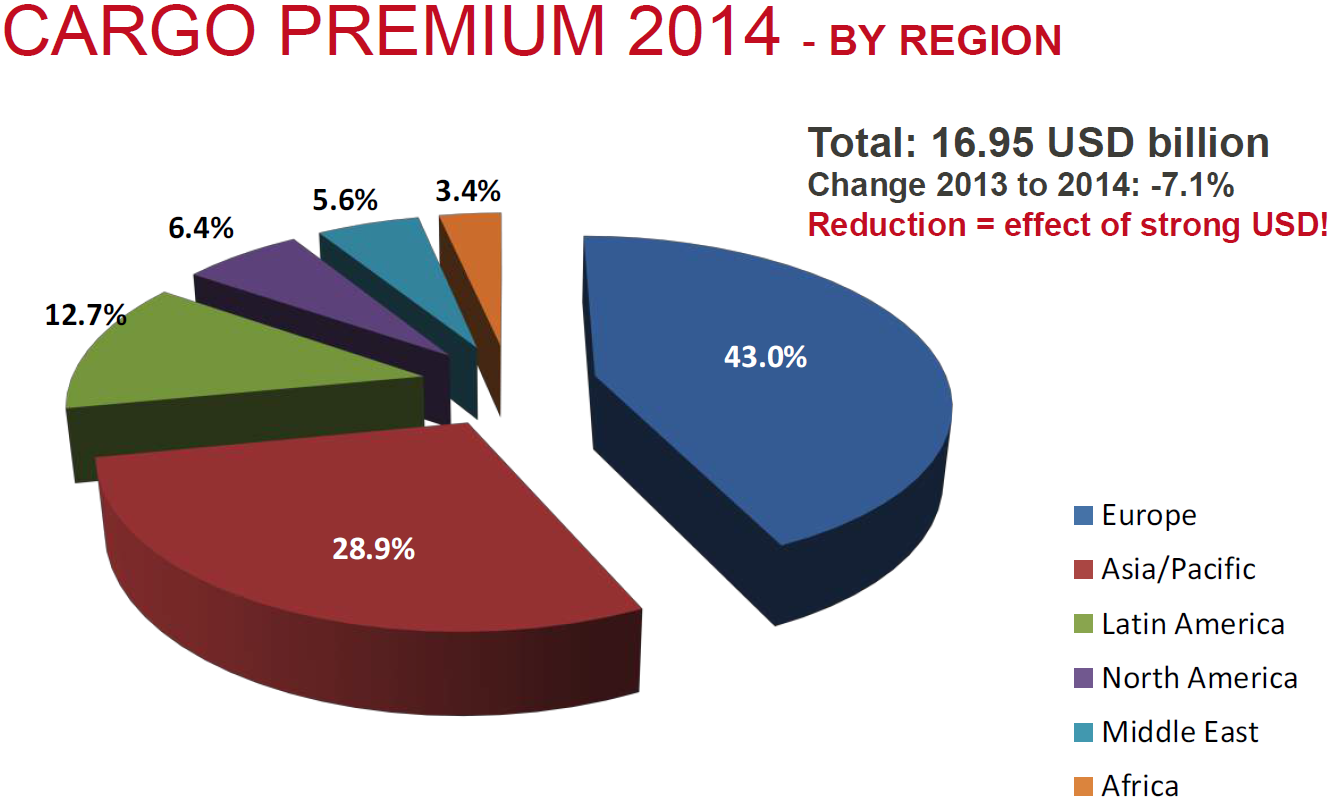 CARGO PREMIUM 2014 - BY REGION
Total: 16.95 USD billion
Change 2013 to 2014: -7.1%
Reduction = effect of strong USD!
3.4%
5.6%
6.4%
12.7%
43.0%
28.9%
Europe
Asia/Pacific
Latin America
North America
Middle East
Africa